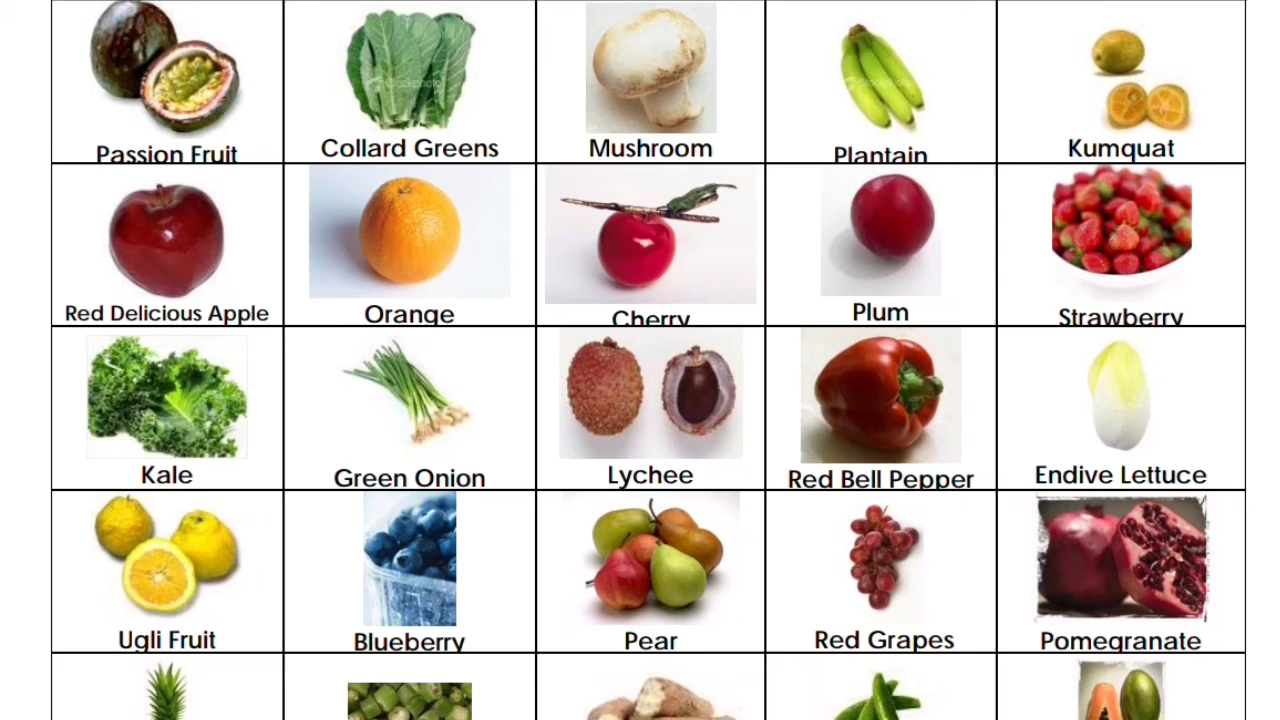 Passion Fruit
Collard Greens
Mushroom
Plantain
Kumquat
Red Delicious Apple
Orange
Cherry
Plum
Strawberry
Kale
Green Onion
Lychee
Red Bell Pepper
Endive Lettuce
Ugli Fruit
Blueberry
Pear
Red Grapes
Pomegranate